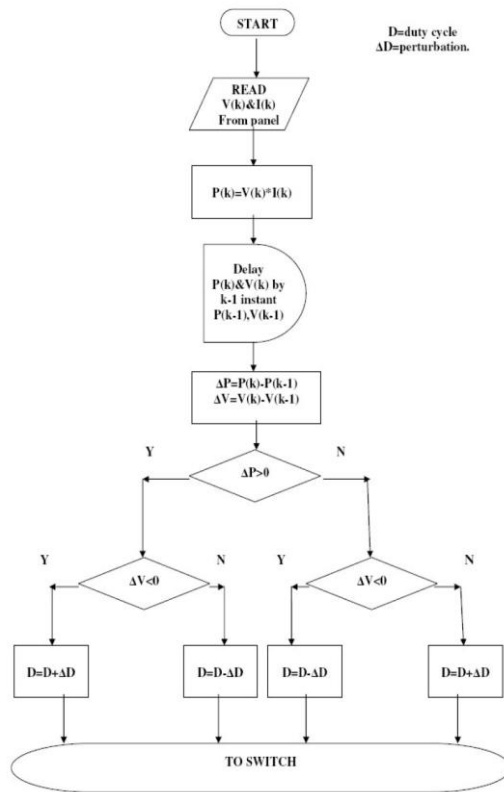 START
D=duty cycle
ΔD=perturbation.
READ
V(k)&I(k)
From panel
P(k)=V(k)*I(k)
Delay
P(k)&V(k) by
k-1 instant
P(k-1),V(k-1)
ΔP=P(k)-P(k-1)
ΔV=V(k)-V(k-1)
Y
N
ΔP>0
Y
N
Y
N
ΔV<0
ΔV<0
D=D+ΔD
D=D-ΔD
D=D-ΔD
D=D+ΔD
TO SWITCH